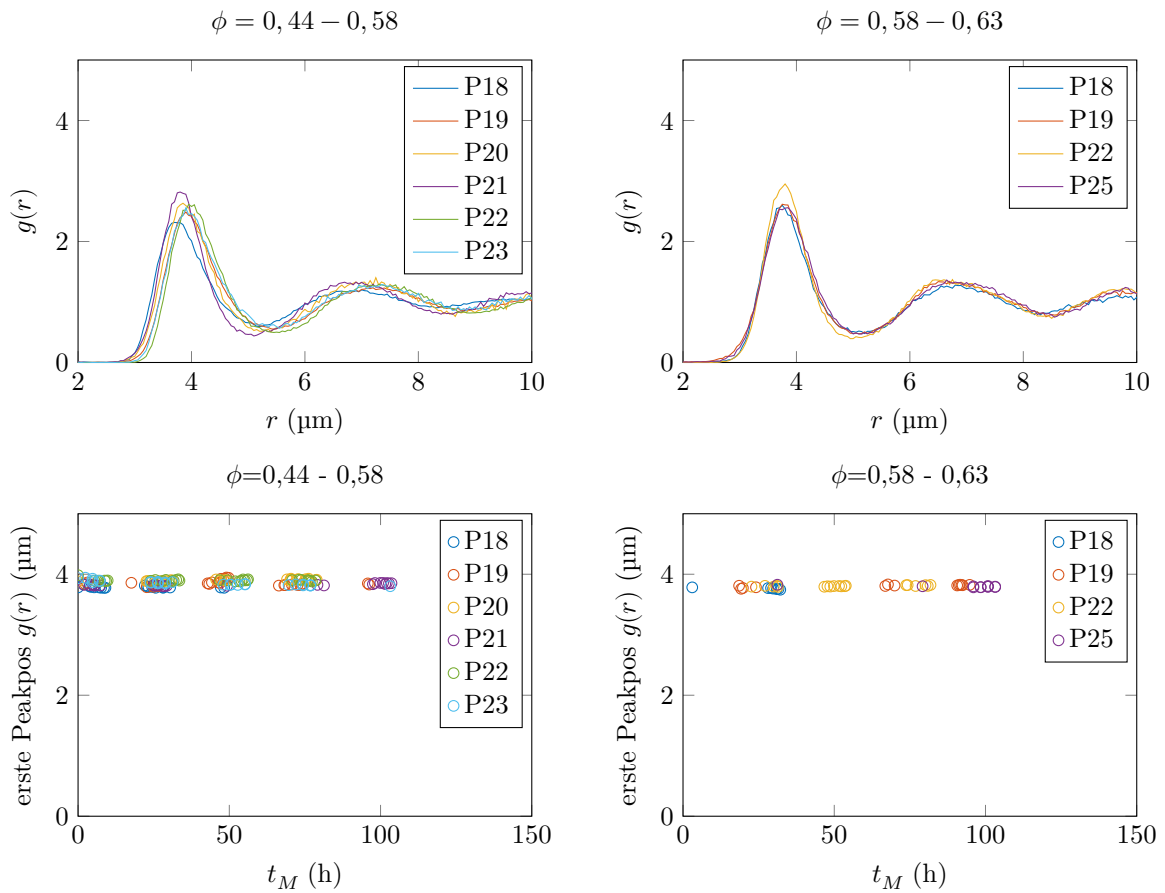 ϕ = 0, 44 − 0, 58
g(r)
4
2
0
2
4
6
8
10
r (µm)
P18
P19
P20
P21
P22
P23
ϕ = 0, 58 − 0, 63
g(r)
4
2
0
2
4
6
8
10
r (µm)
P18
P19
P22
P25
ϕ=0,44 - 0,58
erste Peakpos g(r) (µm)
4
2
0
0
50
100
150
t_M (h)
P18
P19
P20
P21
P22
P23
ϕ=0,58 - 0,63
erste Peakpos g(r) (µm)
4
2
0
0
50
100
150
t_M (h)
P18
P19
P22
P25